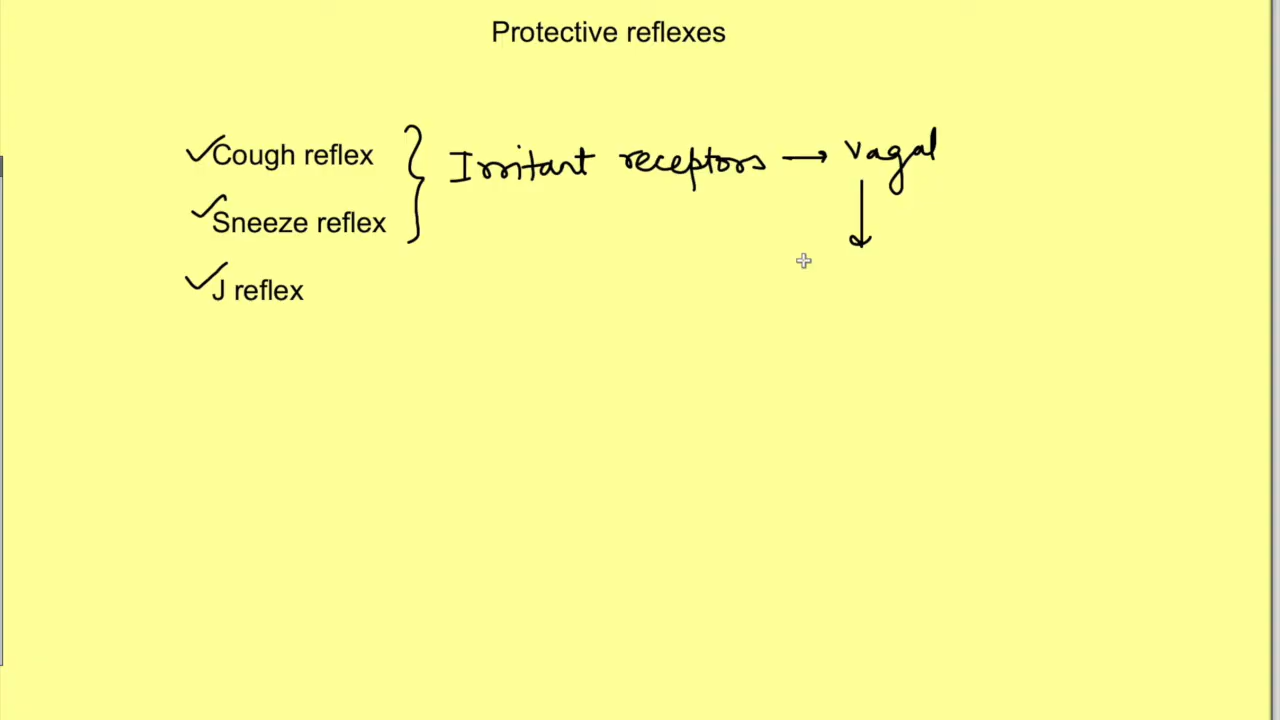 Protective reflexes
Cough reflex
Irritant receptors → vagal
Sneeze reflex
J reflex